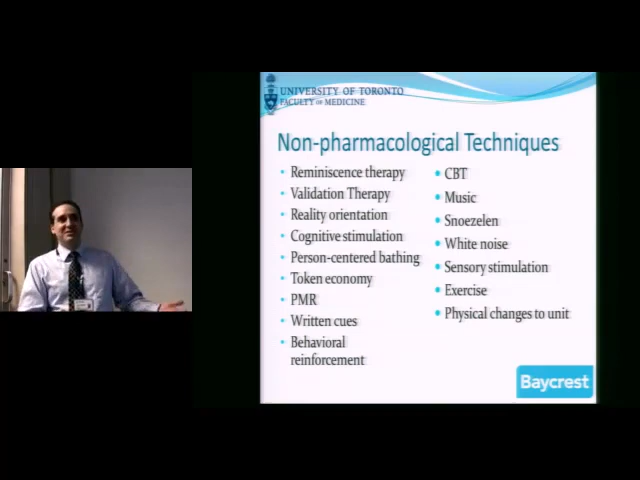 UNIVERSITY OF TORONTO
FACULTY OF MEDICINE
Non-pharmacological Techniques
Reminiscence therapy
Validation Therapy
Reality orientation
Cognitive stimulation
Person-centered bathing
Token economy
PMR
Written cues
Behavioral
reinforcement
CBT
Music
Snoezelen
White noise
Sensory stimulation
Exercise
Physical changes to unit
Baycrest